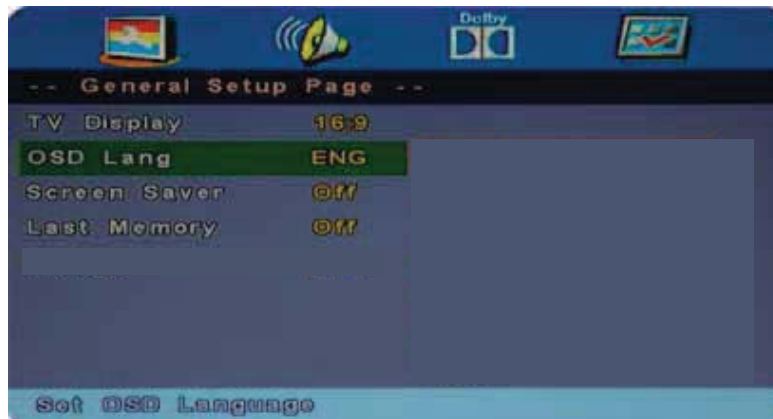 Dolby
-- General Setup Page --
TV Display 16:9
OSD Lang ENG
Screen Saver Off
Last Memory Off
Set OSD Language